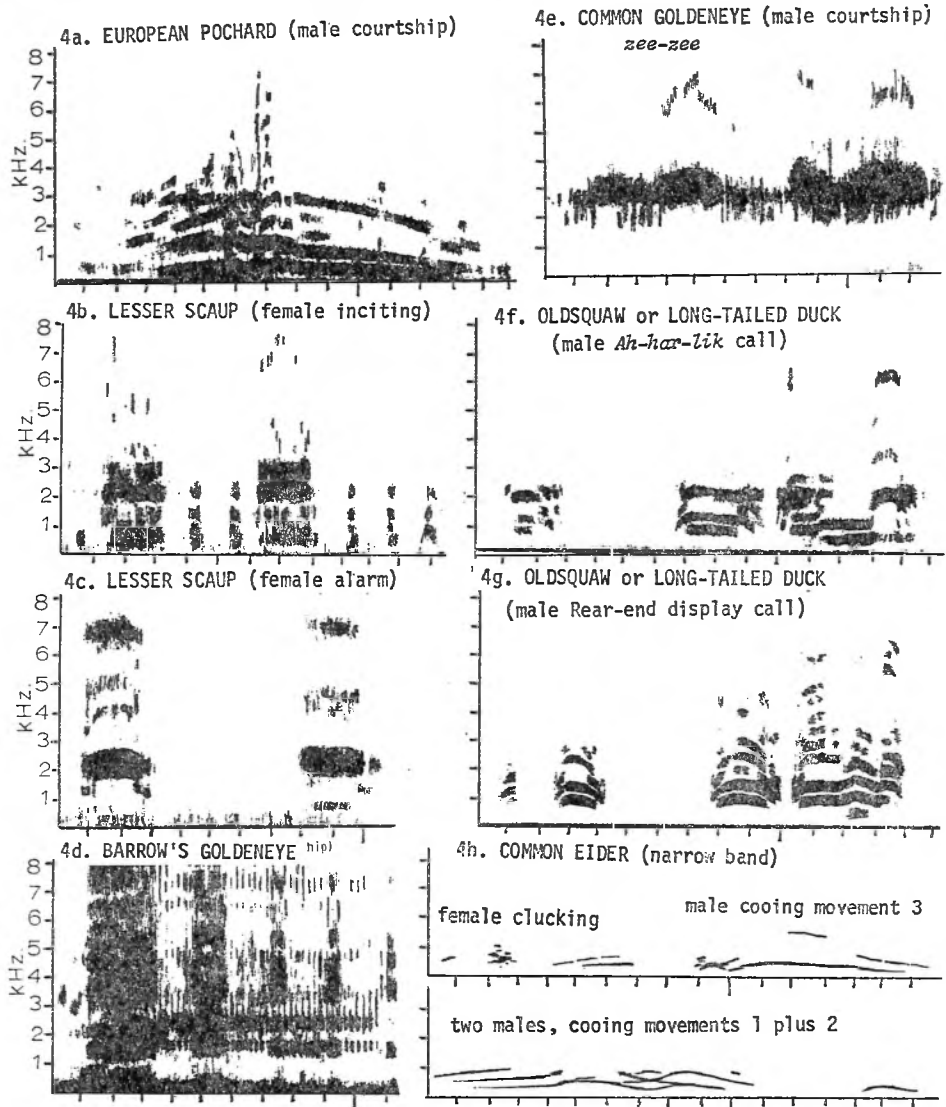 4a. EUROPEAN POCHARD (male courtship)
8
7
6
5
4
3
2
1
KHz.
4e. COMMON GOLDENEYE (male courtship)
zee-zee
4b. LESSER SCAUP (female inciting)
8
7
6
5
4
3
2
1
KHz.
4f. OLDSQUAW or LONG-TAILED DUCK
(male Ah-har-lik call)
4c. LESSER SCAUP (female alarm)
8
7
6
5
4
3
2
1
KHz.
4g. OLDSQUAW or LONG-TAILED DUCK
(male Rear-end display call)
4d. BARROW'S GOLDENEYE hip)
8
7
6
5
4
3
2
1
KHz.
4h. COMMON EIDER (narrow band)
female clucking
male cooing movement 3
two males, cooing movements 1 plus 2